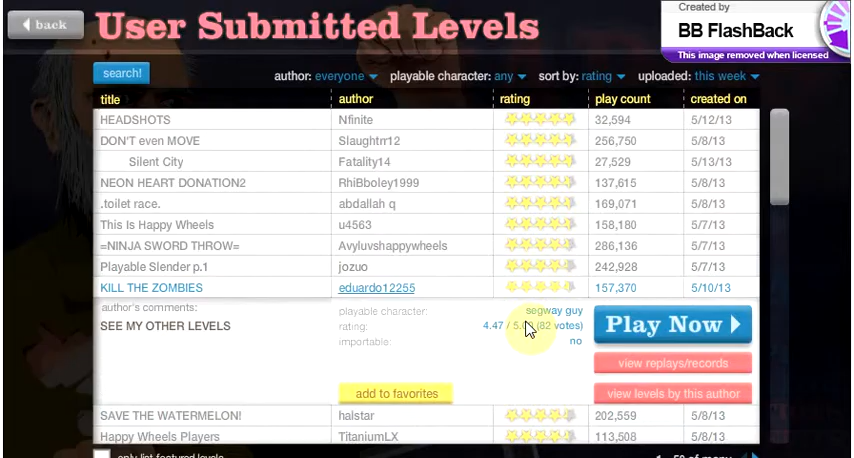 back
User Submitted Levels
Created by
BB FlashBack
This image removed when licensed
search!
author: everyone playable character: any sort by: rating uploaded: this week
title author rating play count created on
HEADSHOTS Nfinite 32,594 5/12/13
DON'T even MOVE Slaughtrr12 256,750 5/8/13
Silent City Fatality14 27,529 5/13/13
NEON HEART DONATION2 RhiBboley1999 137,615 5/8/13
.toilet race. abdallah q 169,071 5/8/13
This Is Happy Wheels u4563 158,180 5/7/13
=NINJA SWORD THROW= Avyluvshappywheels 286,136 5/7/13
Playable Slender p.1 jozuo 242,928 5/7/13
KILL THE ZOMBIES eduardo12255 157,370 5/10/13
author's comments: playable character: segway guy
SEE MY OTHER LEVELS rating: 4.47 / (82 votes)
importable: no
Play Now
view replays/records
add to favorites view levels by this author
SAVE THE WATERMELON! halstar 202,559 5/8/13
Happy Wheels Players TitaniumLX 113,508 5/8/13
only list featured levels 1 - 50 of many